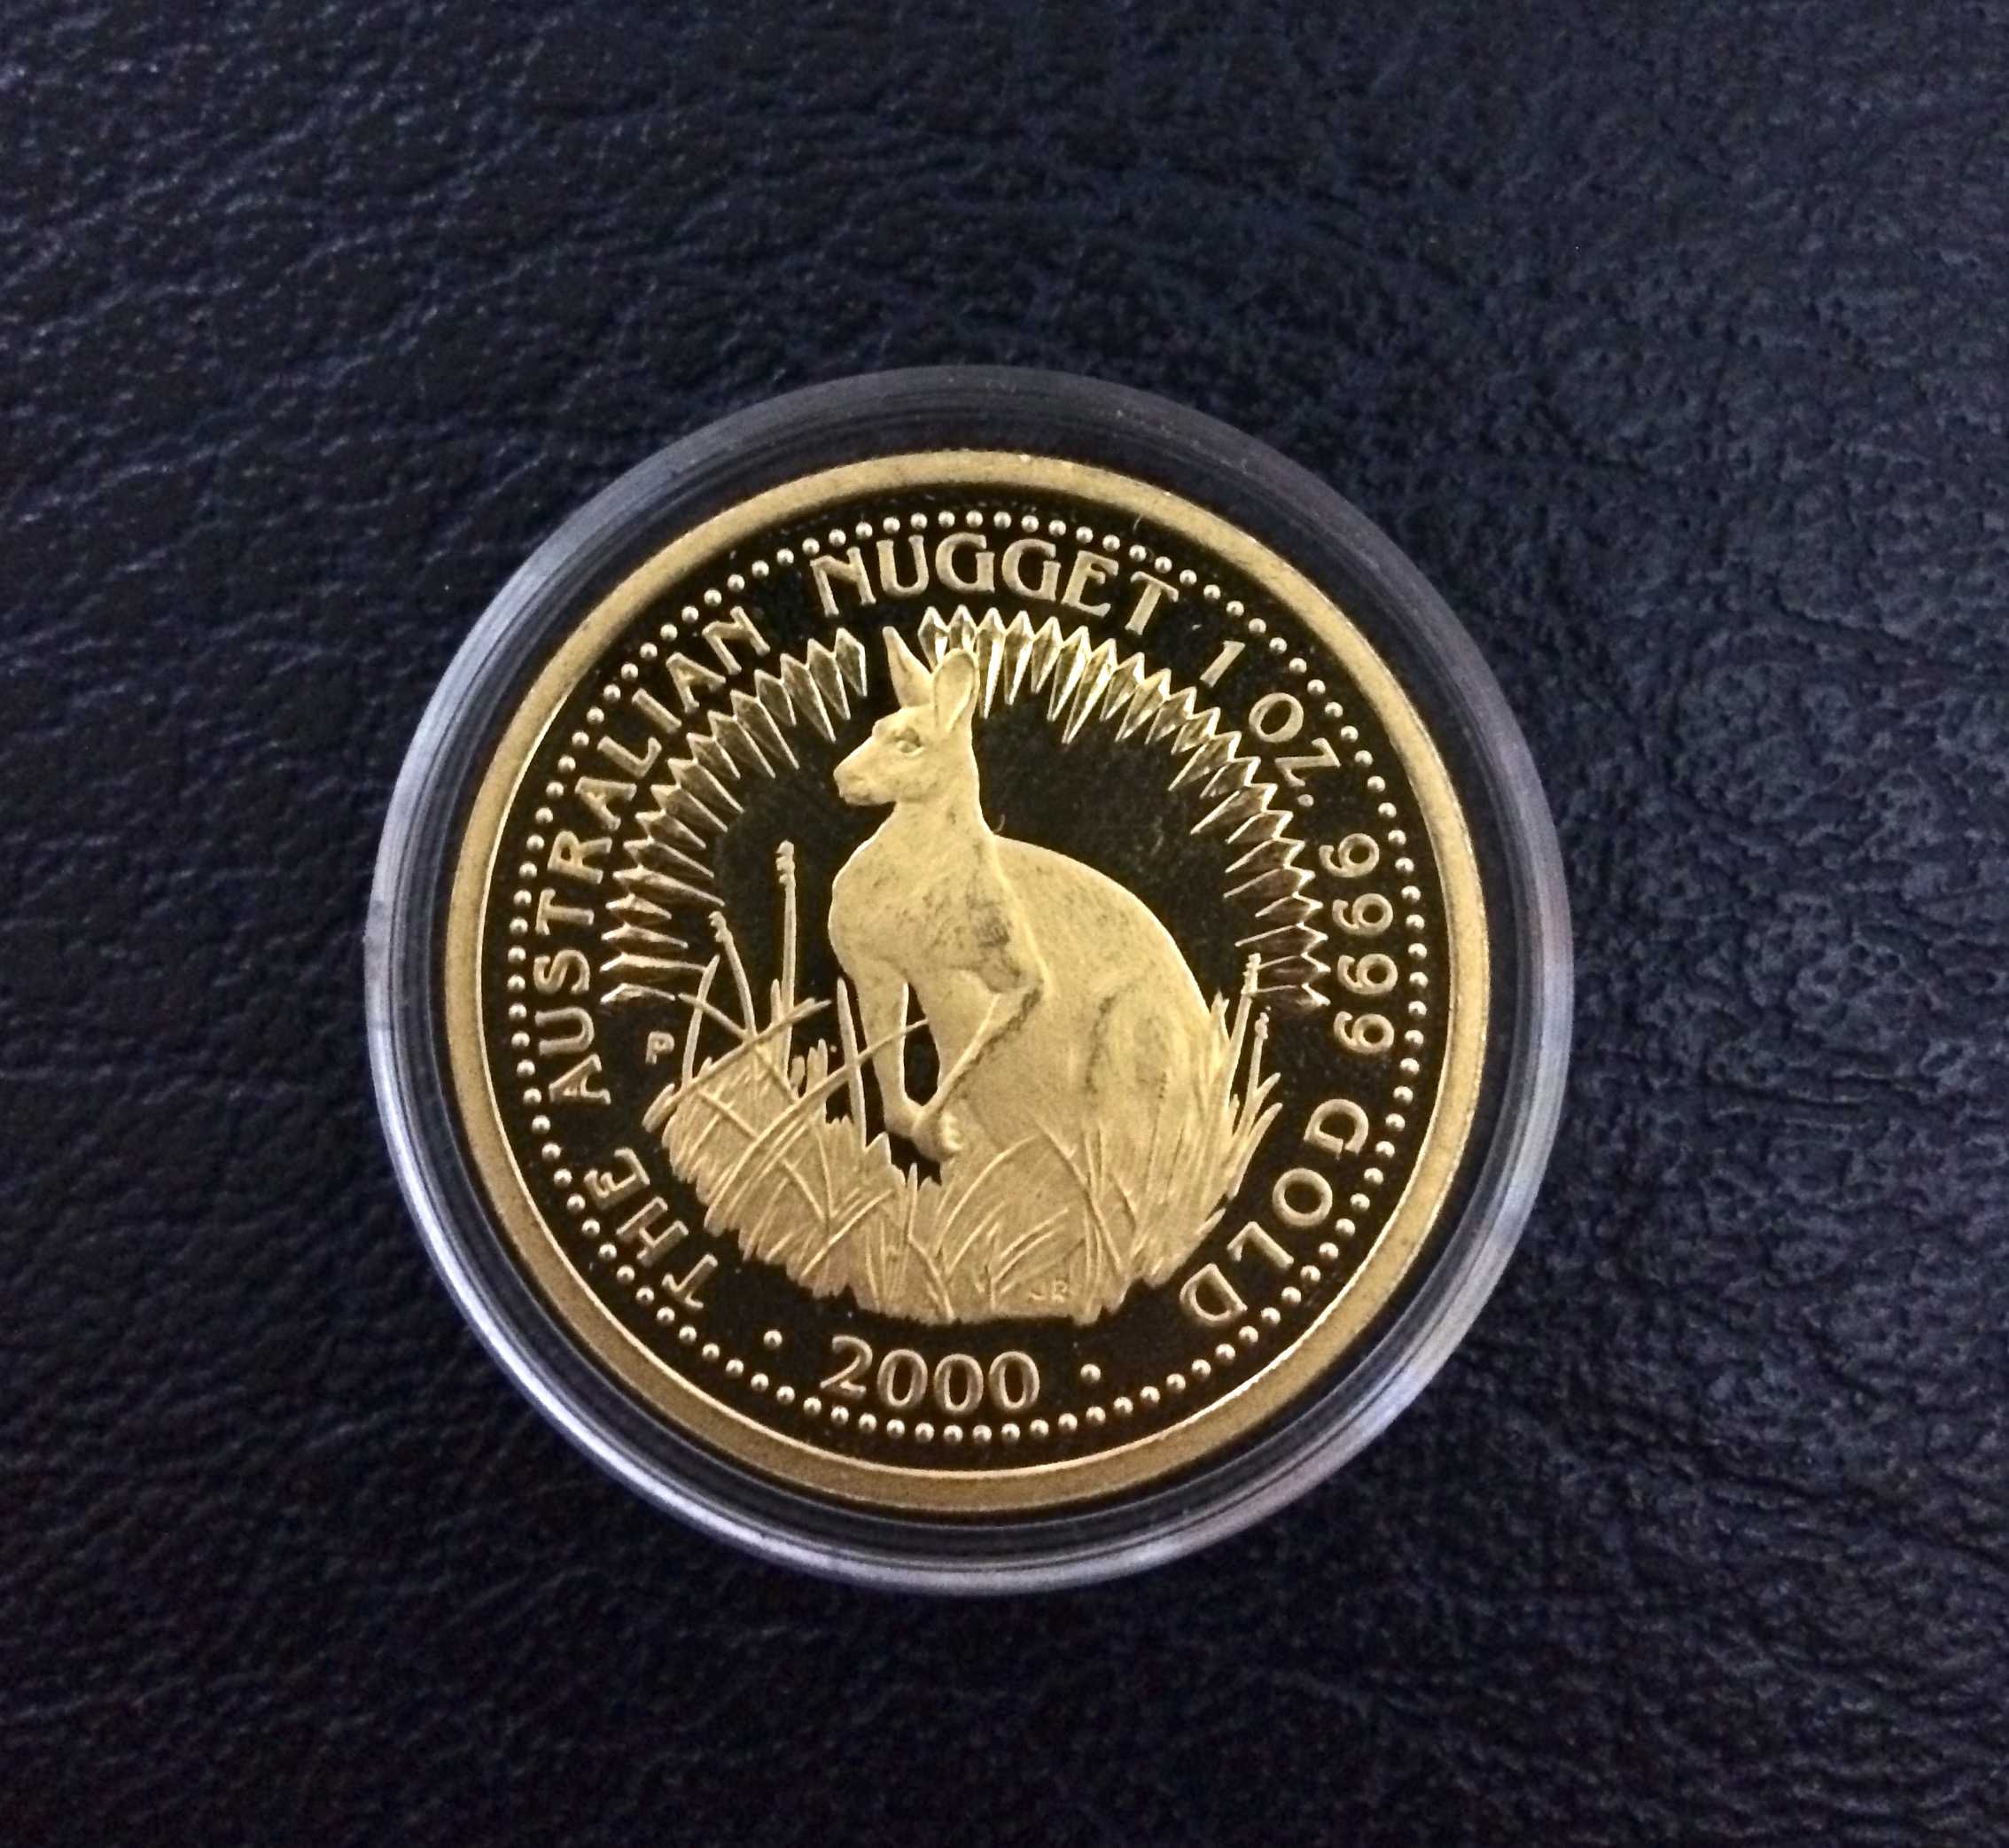 THE AUSTRALIAN NUGGET 1 OZ. 9999 GOLD
P
JR
· 2000 ·